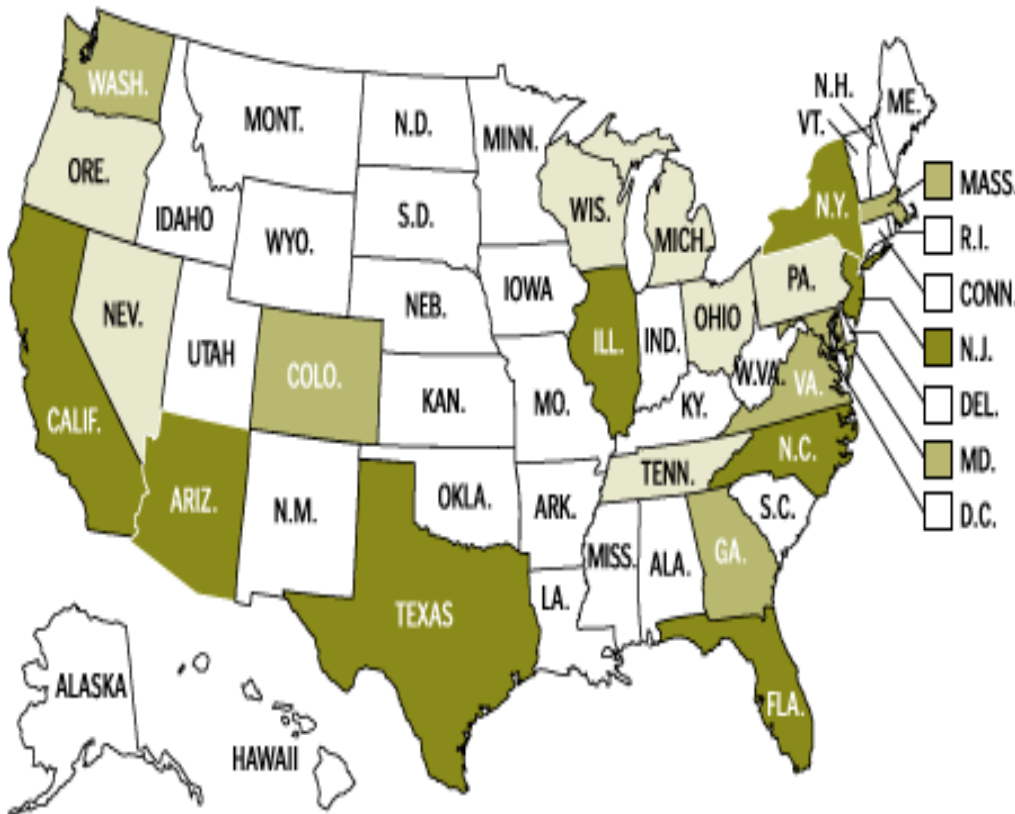 WASH.
MONT.
N.D.
MINN.
N.H.
ME.
VT.
ORE.
IDAHO
WYO.
S.D.
WIS.
MICH.
N.Y.
MASS.
R.I.
CONN.
N.J.
DEL.
MD.
D.C.
NEV.
UTAH
COLO.
NEB.
IOWA
ILL.
IND.
OHIO
PA.
W.VA.
VA.
CALIF.
KAN.
MO.
KY.
N.C.
TENN.
ARIZ.
N.M.
OKLA.
ARK.
S.C.
MISS.
ALA.
GA.
TEXAS
LA.
FLA.
ALASKA
HAWAII